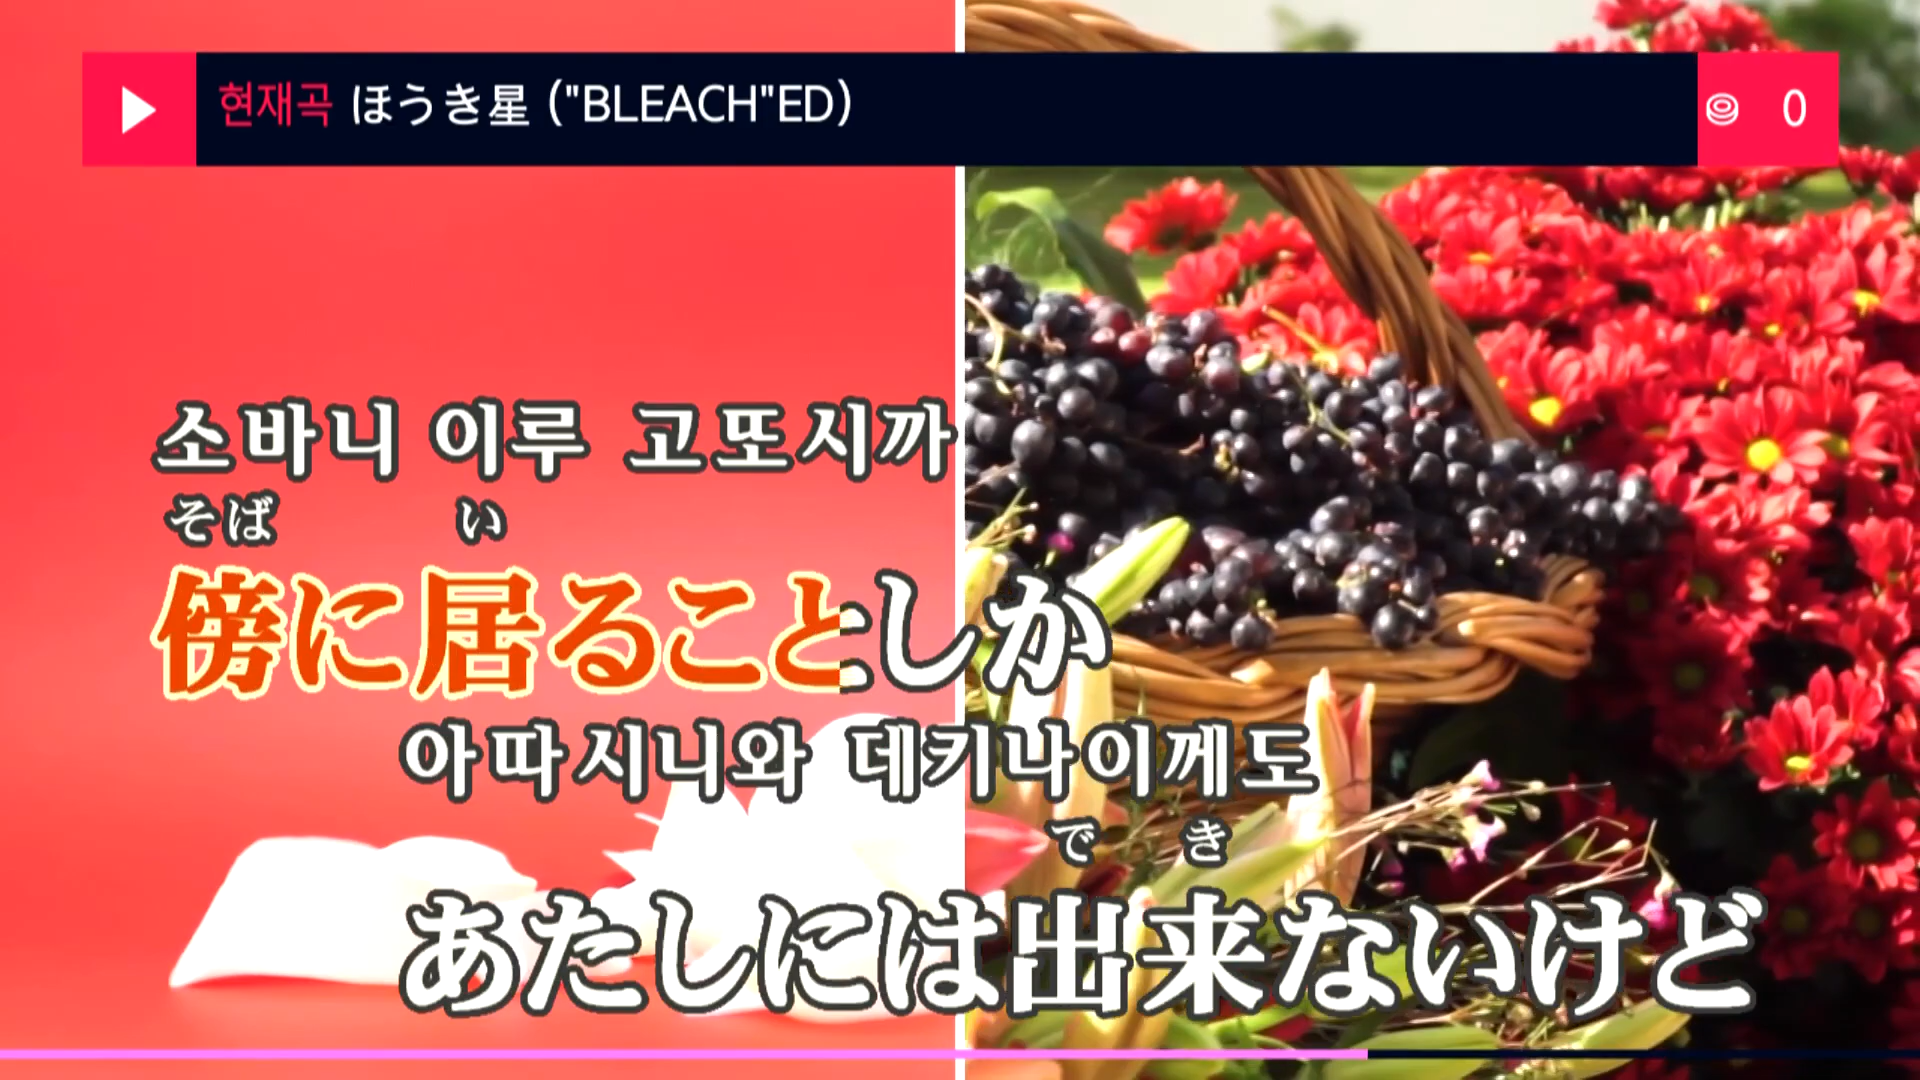 현재곡 ほうき星 ("BLEACH"ED) 0
소바니 이루 고또시까
そば い
傍に居ることしか
아따시니와 데키나이께도
で き
あたしには出来ないけど